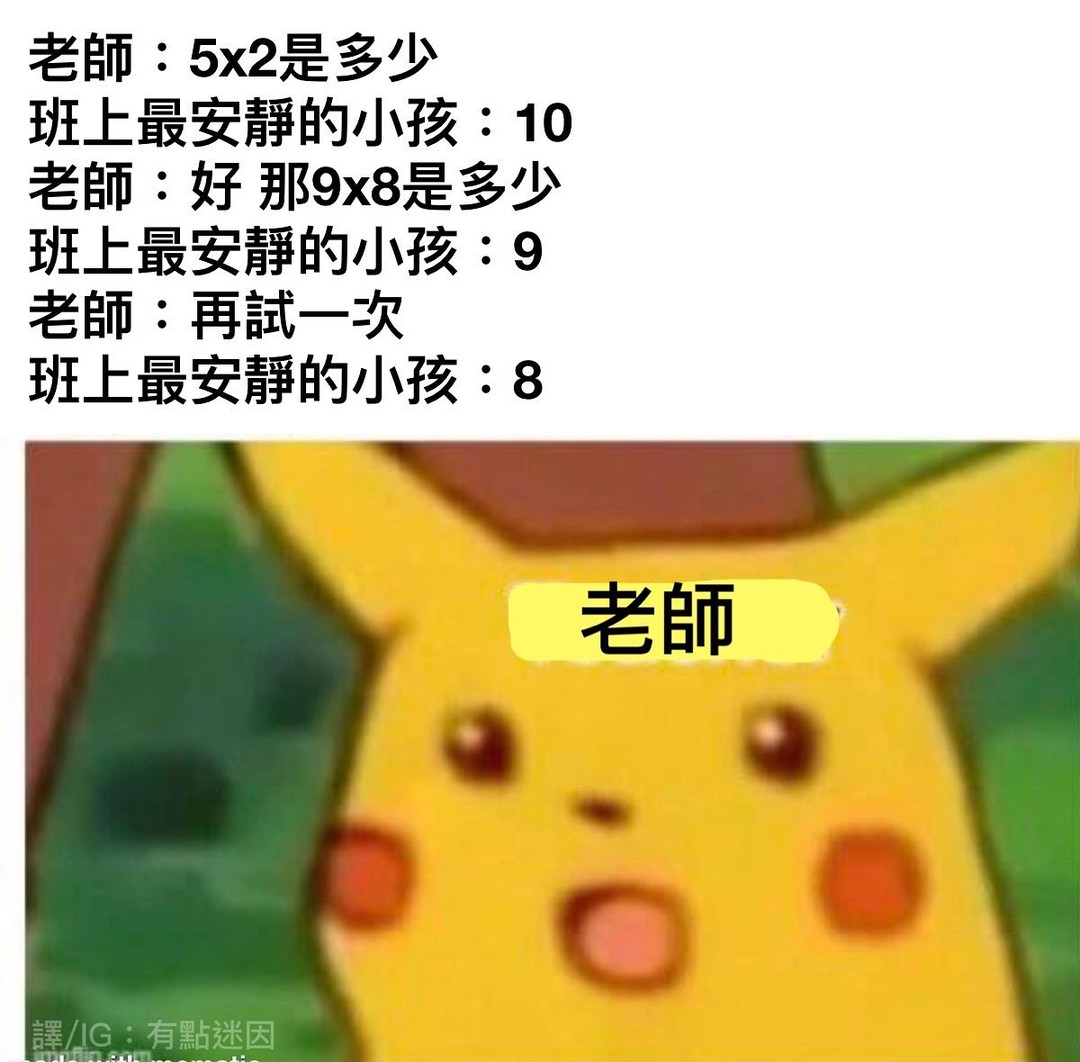 老師：5x2是多少
班上最安靜的小孩：10
老師：好 那9x8是多少
班上最安靜的小孩：9
老師：再試一次
班上最安靜的小孩：8
老師
譯/IG：有點迷因
made with mematic